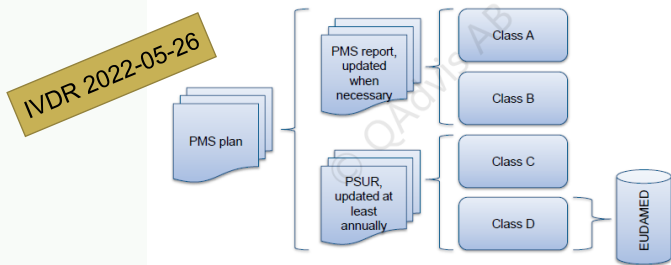 IVDR 2022-05-26
PMS plan
PMS report,
updated
when
necessary
PSUR,
updated at
least
annually
Class A
Class B
Class C
Class D
EUDAMED
© QAdvis AB